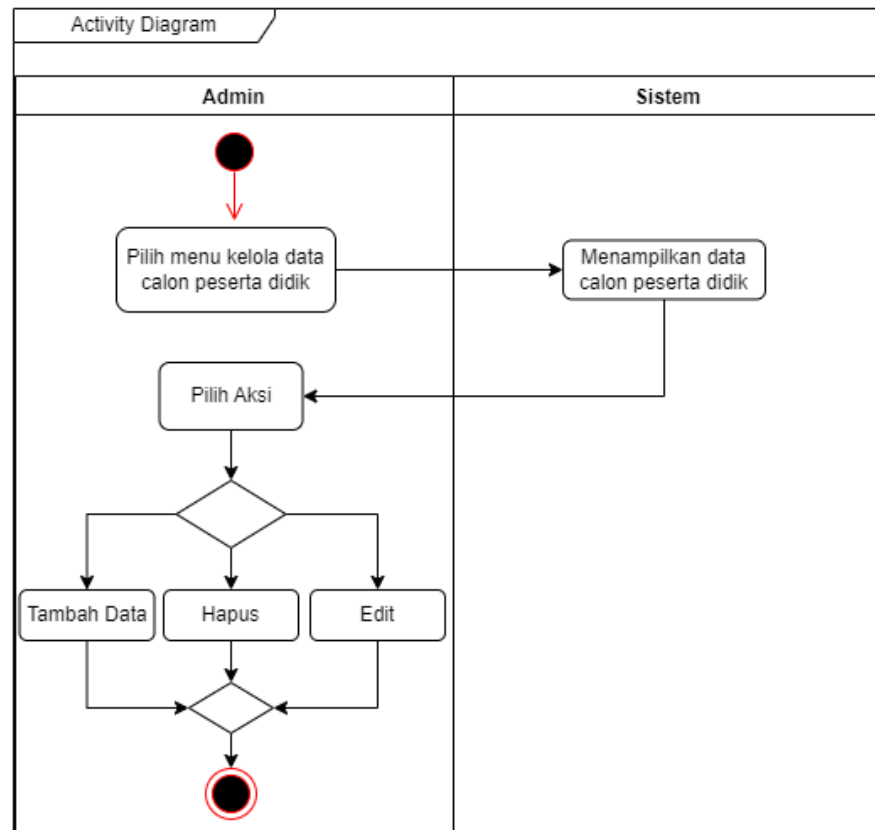 Activity Diagram
Admin
Sistem
Pilih menu kelola data
calon peserta didik
Menampilkan data
calon peserta didik
Pilih Aksi
Tambah Data
Hapus
Edit